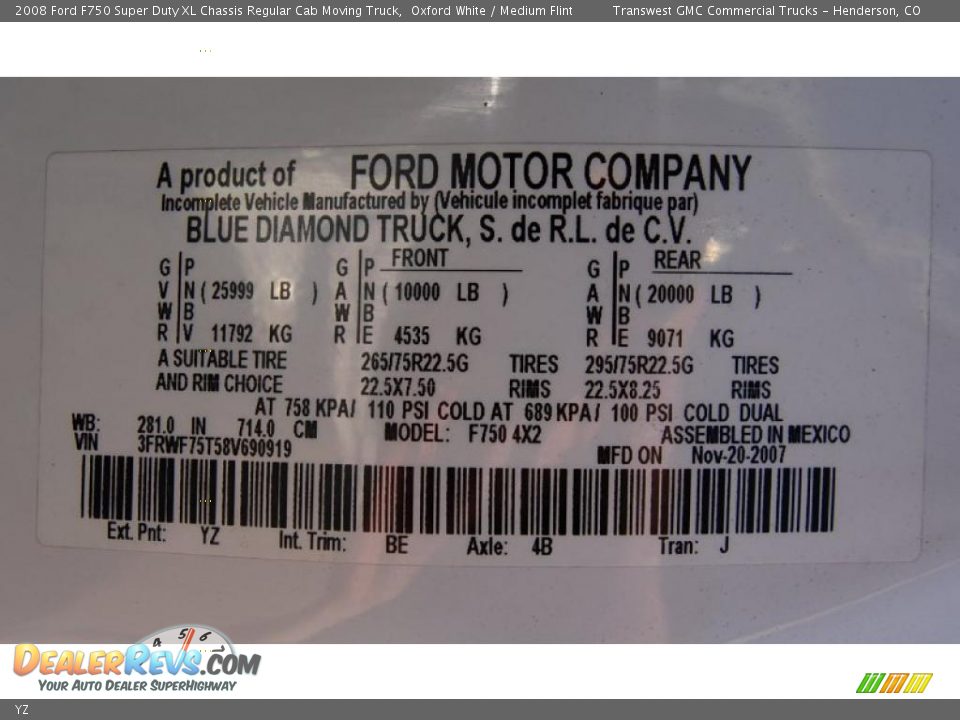 2008 Ford F750 Super Duty XL Chassis Regular Cab Moving Truck, Oxford White / Medium Flint Transwest GMC Commercial Trucks - Henderson, CO
A product of FORD MOTOR COMPANY
Incomplete Vehicle Manufactured by (Vehicule incomplet fabrique par)
BLUE DIAMOND TRUCK, S. de R.L. de C.V.
G P G P FRONT G P REAR
V N ( 25999 LB ) A N ( 10000 LB ) A N ( 20000 LB )
W B W B W B
R V 11792 KG R E 4535 KG R E 9071 KG
A SUITABLE TIRE 265/75R22.5G TIRES 295/75R22.5G TIRES
AND RIM CHOICE 22.5X7.50 RIMS 22.5X8.25 RIMS
AT 758 KPA/ 110 PSI COLD AT 689 KPA/ 100 PSI COLD DUAL
WB: 281.0 IN 714.0 CM MODEL: F750 4X2 ASSEMBLED IN MEXICO
VIN 3FRWF75T58V690919 MFD ON Nov-20-2007
Ext. Pnt: YZ Int. Trim: BE Axle: 4B Tran: J
4 5 6 7
DealerRevs.com
Your Auto Dealer SuperHighway
YZ